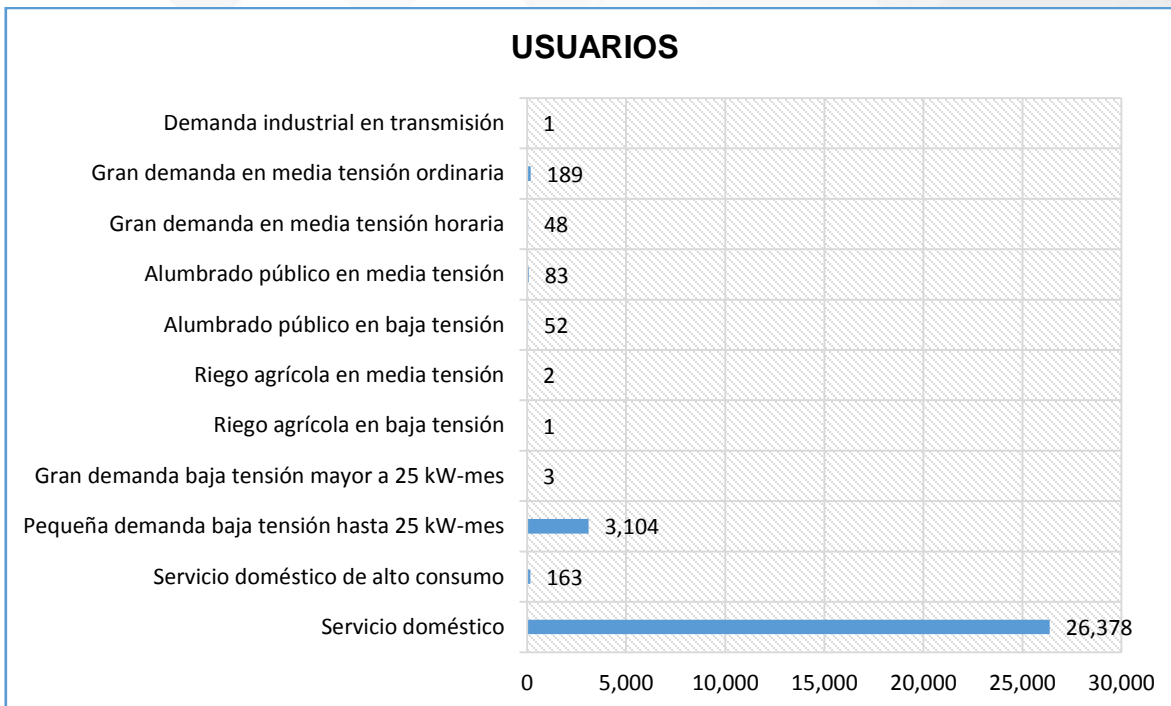 USUARIOS
Demanda industrial en transmisión 1
Gran demanda en media tensión ordinaria 189
Gran demanda en media tensión horaria 48
Alumbrado público en media tensión 83
Alumbrado público en baja tensión 52
Riego agrícola en media tensión 2
Riego agrícola en baja tensión 1
Gran demanda baja tensión mayor a 25 kW-mes 3
Pequeña demanda baja tensión hasta 25 kW-mes 3,104
Servicio doméstico de alto consumo 163
Servicio doméstico 26,378
0 5,000 10,000 15,000 20,000 25,000 30,000